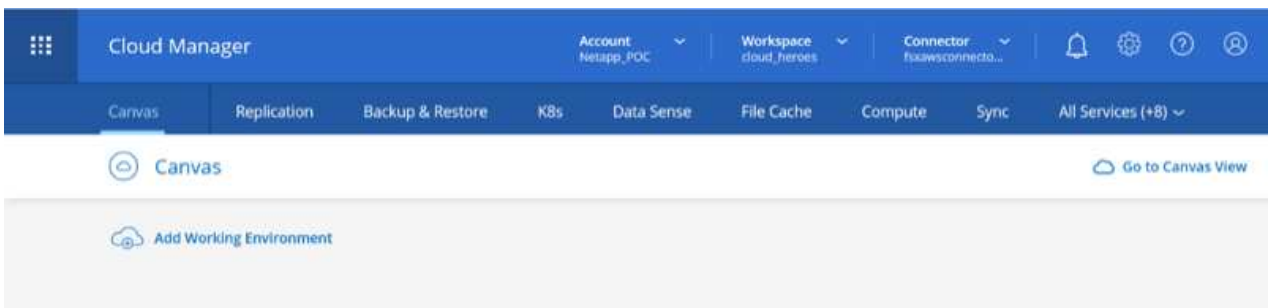 Cloud Manager
Account
Netapp_POC
Workspace
cloud_heroes
Connector
fsxawsconnecto...
Canvas Replication Backup & Restore K8s Data Sense File Cache Compute Sync All Services (+8)
Canvas
Go to Canvas View
Add Working Environment